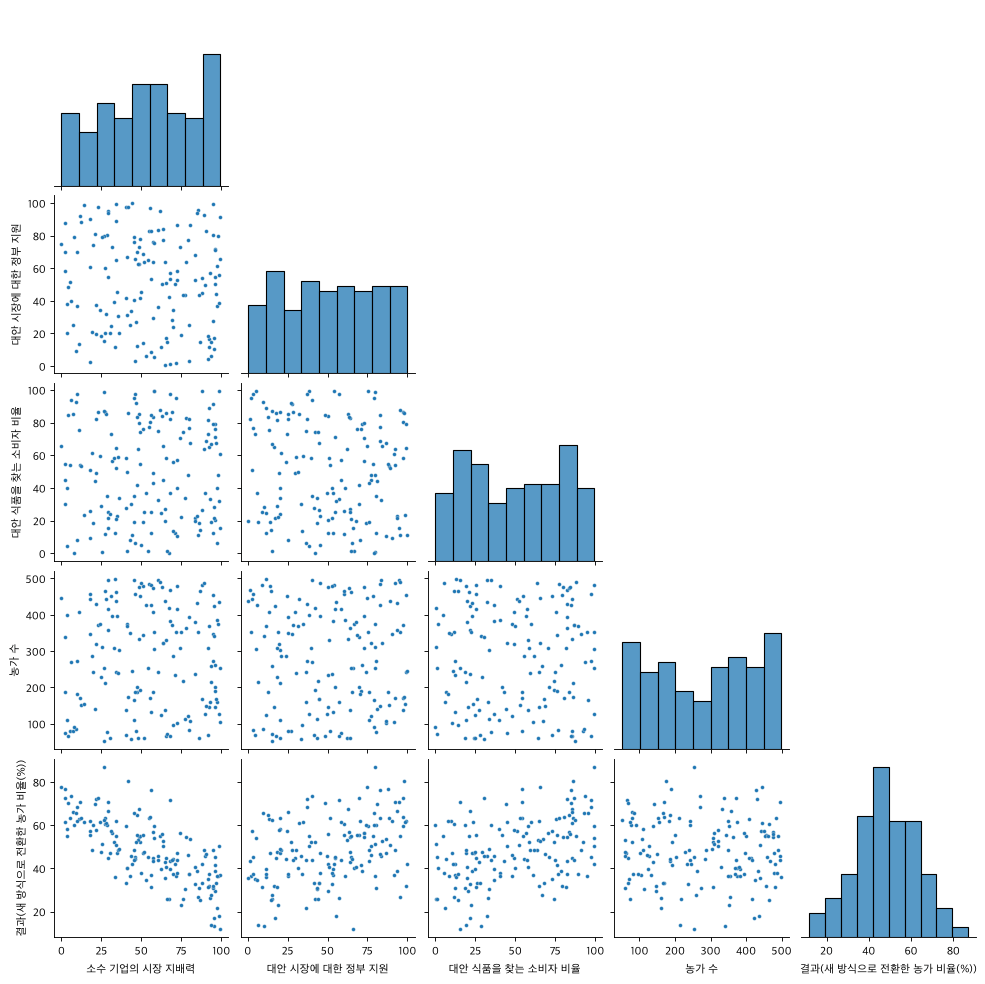 대안 시장에 대한 정부 지원
100
80
60
40
20
0
대안 식품을 찾는 소비자 비율
100
80
60
40
20
0
농가 수
500
400
300
200
100
결과(새 방식으로 전환한 농가 비율(%))
80
60
40
20
0 25 50 75 100
0 25 50 75 100
0 25 50 75 100
100 200 300 400 500
20 40 60 80
소수 기업의 시장 지배력
대안 시장에 대한 정부 지원
대안 식품을 찾는 소비자 비율
농가 수
결과(새 방식으로 전환한 농가 비율(%))